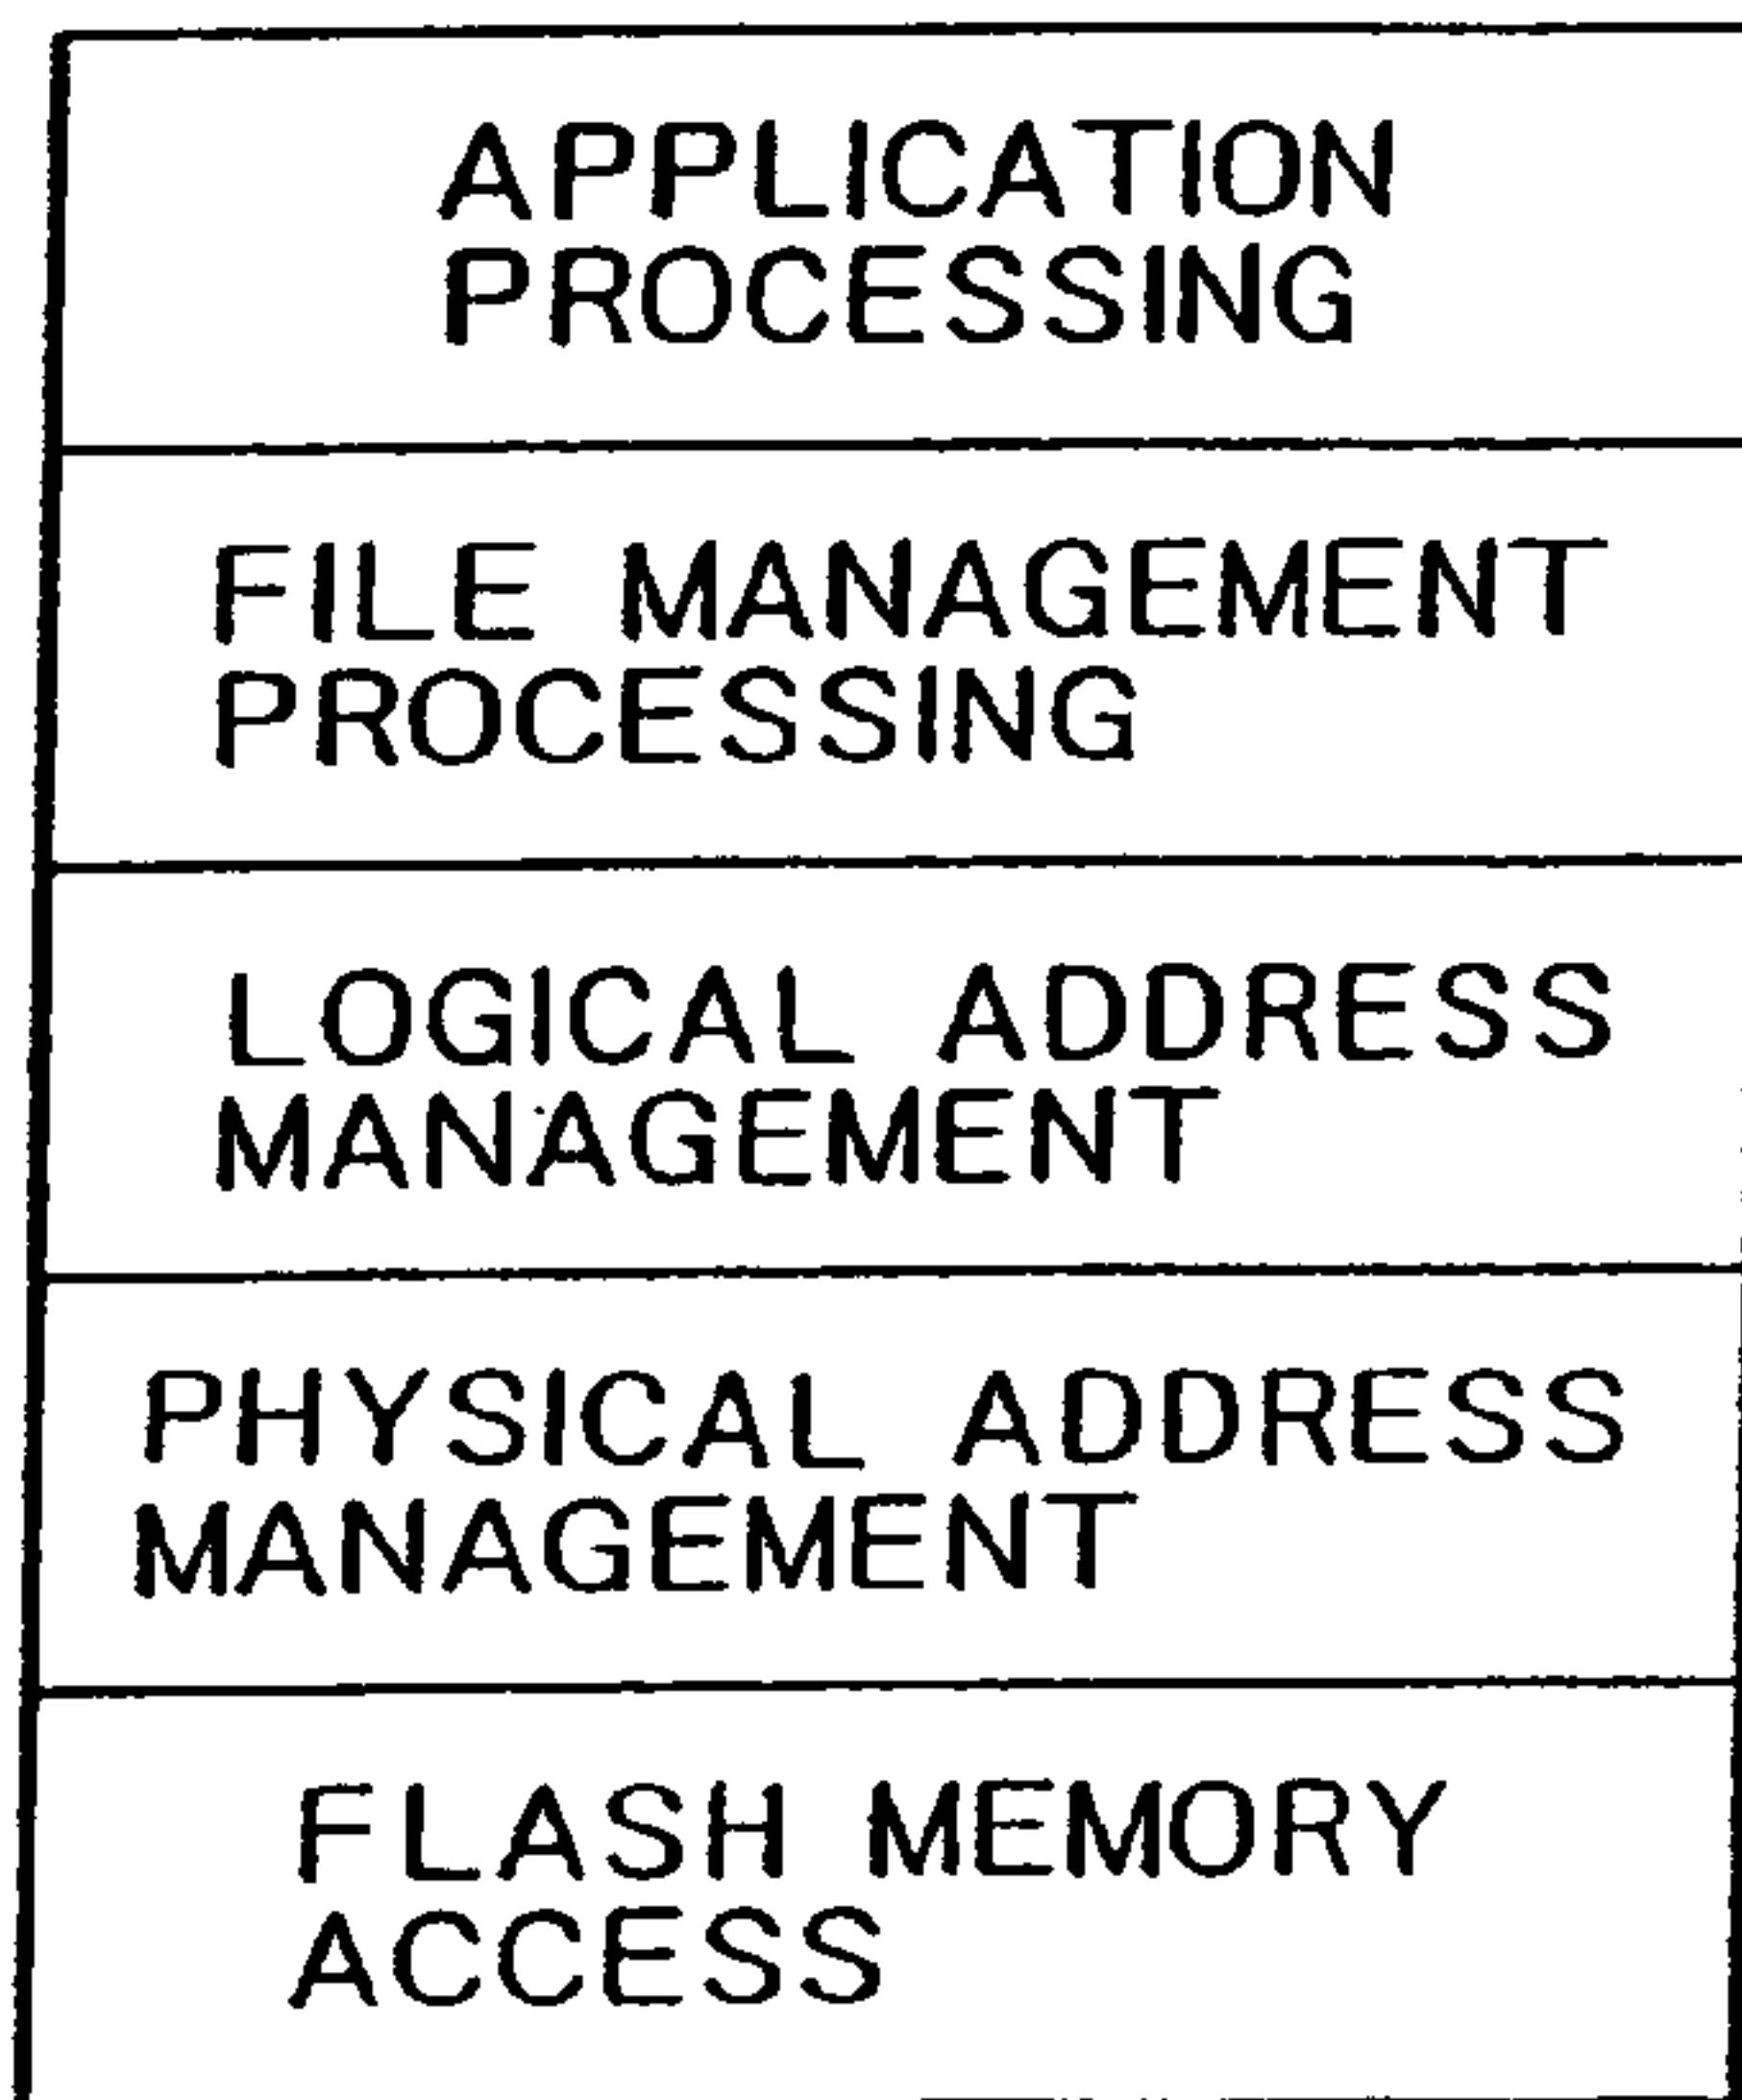 APPLICATION
PROCESSING
FILE MANAGEMENT
PROCESSING
LOGICAL ADDRESS
MANAGEMENT
PHYSICAL ADDRESS
MANAGEMENT
FLASH MEMORY
ACCESS